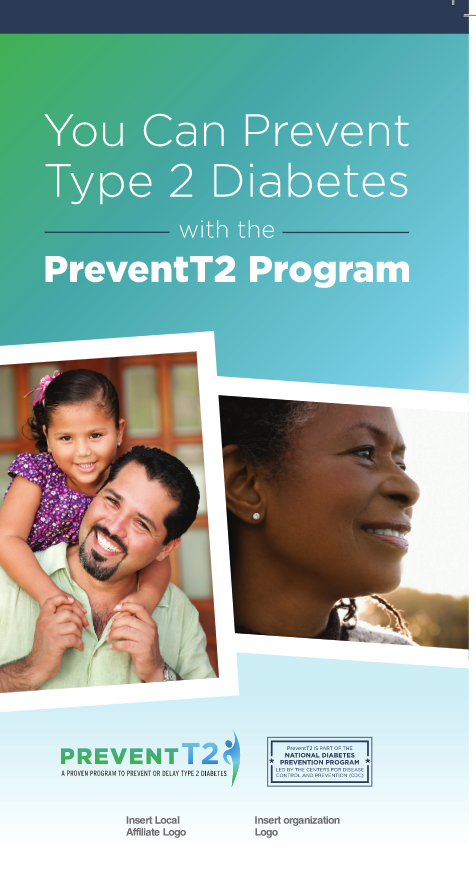 You Can Prevent
Type 2 Diabetes
with the
PreventT2 Program
PREVENTT2
A PROVEN PROGRAM TO PREVENT OR DELAY TYPE 2 DIABETES
PreventT2 IS PART OF THE
NATIONAL DIABETES
PREVENTION PROGRAM
LED BY THE CENTERS FOR DISEASE
CONTROL AND PREVENTION (CDC)
Insert Local
Affiliate Logo
Insert organization
Logo